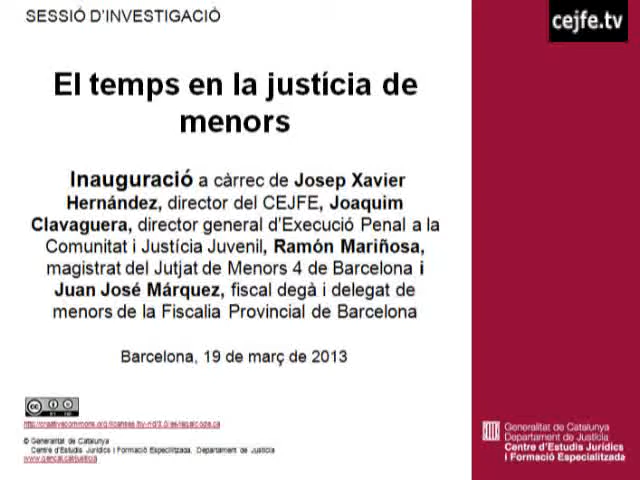 SESSIÓ D'INVESTIGACIÓ
cejfe.tv
El temps en la justícia de
menors
Inauguració a càrrec de Josep Xavier
Hernández, director del CEJFE, Joaquim
Clavaguera, director general d'Execució Penal a la
Comunitat i Justícia Juvenil, Ramón Mariñosa,
magistrat del Jutjat de Menors 4 de Barcelona i
Juan José Márquez, fiscal degà i delegat de
menors de la Fiscalia Provincial de Barcelona
Barcelona, 19 de març de 2013
© Generalitat de Catalunya
Centre d'Estudis Jurídics i Formació Especialitzada. Departament de Justícia
Generalitat de Catalunya
Departament de Justícia
Centre d'Estudis Jurídics
i Formació Especialitzada